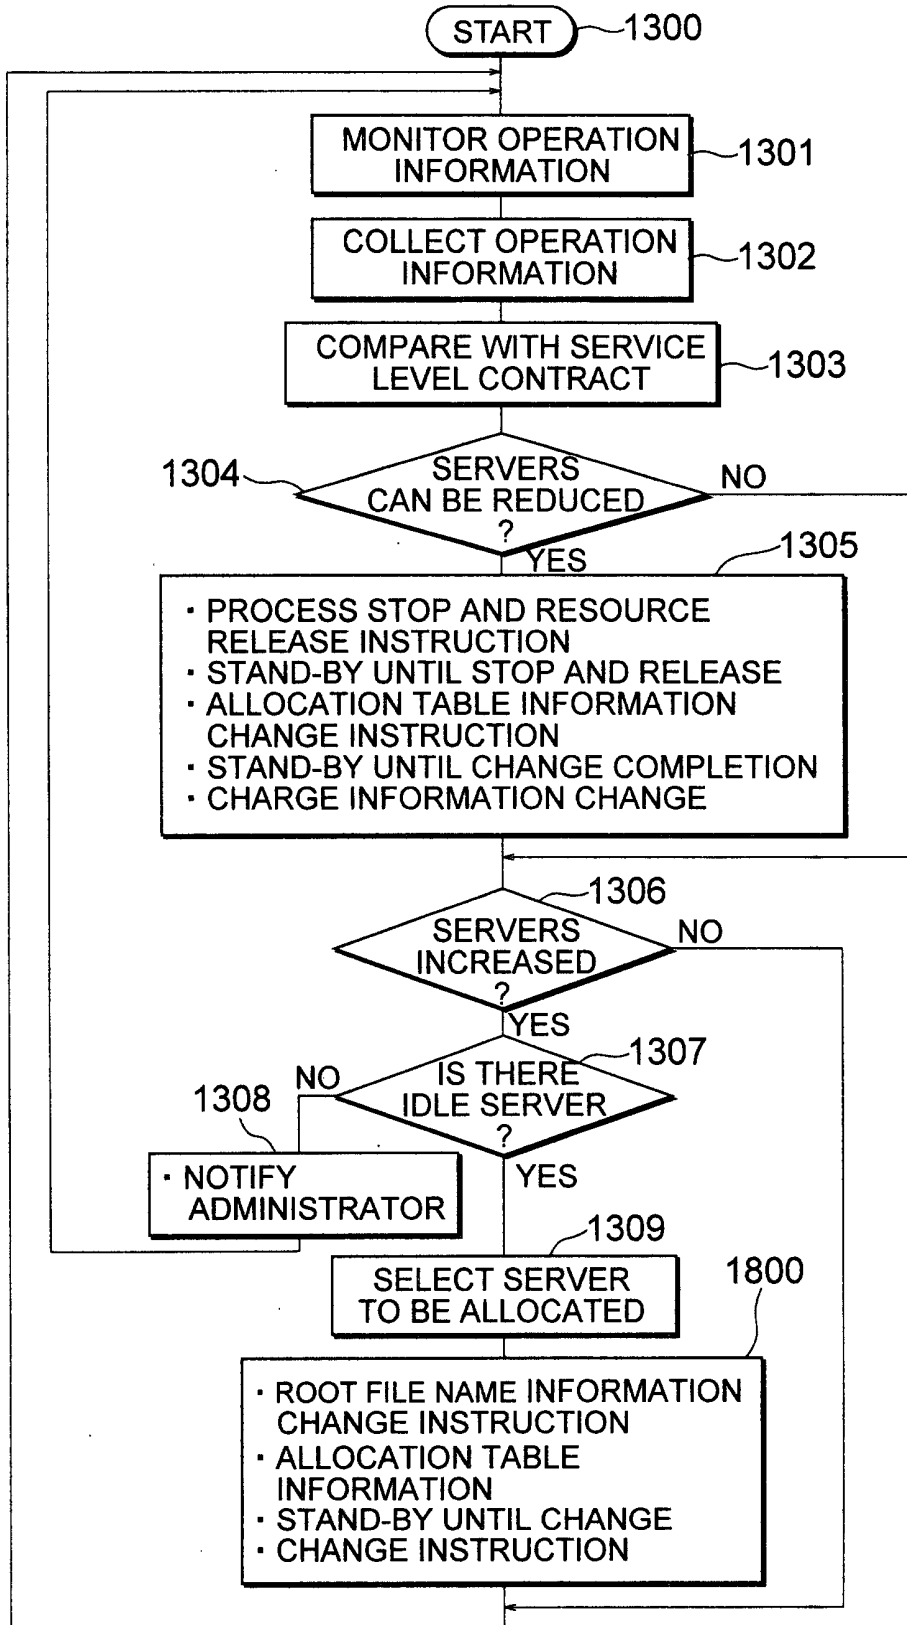 START
1300
MONITOR OPERATION
INFORMATION
1301
COLLECT OPERATION
INFORMATION
1302
COMPARE WITH SERVICE
LEVEL CONTRACT
1303
1304
SERVERS
CAN BE REDUCED
?
NO
YES
1305
· PROCESS STOP AND RESOURCE
RELEASE INSTRUCTION
· STAND-BY UNTIL STOP AND RELEASE
· ALLOCATION TABLE INFORMATION
CHANGE INSTRUCTION
· STAND-BY UNTIL CHANGE COMPLETION
· CHARGE INFORMATION CHANGE
1306
SERVERS
INCREASED
?
NO
YES
1307
IS THERE
IDLE SERVER
?
NO
YES
1308
· NOTIFY
ADMINISTRATOR
1309
SELECT SERVER
TO BE ALLOCATED
1800
· ROOT FILE NAME INFORMATION
CHANGE INSTRUCTION
· ALLOCATION TABLE
INFORMATION
· STAND-BY UNTIL CHANGE
· CHANGE INSTRUCTION